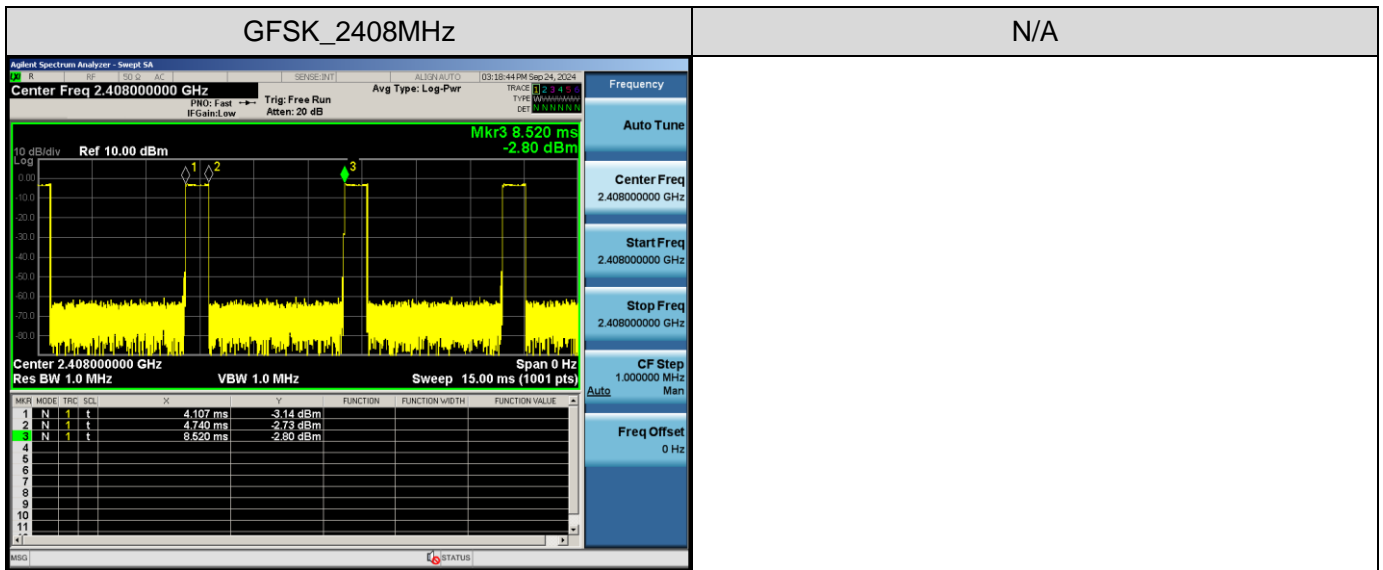 GFSK_2408MHz
N/A
Agilent Spectrum Analyzer - Swept SA
R RF 50 Ω AC SENSE:INT ALIGN AUTO 03:18:44 PM Sep 24, 2024
Center Freq 2.408000000 GHz
PNO: Fast
IFGain:Low
Trig: Free Run
Atten: 20 dB
Avg Type: Log-Pwr
TRACE 1 2 3 4 5 6
TYPE
DET N N N N N N
Mkr3 8.520 ms
-2.80 dBm
10 dB/div Ref 10.00 dBm
Log
0.00
-10.0
-20.0
-30.0
-40.0
-50.0
-60.0
-70.0
-80.0
1 2 3
Center 2.408000000 GHz Span 0 Hz
Res BW 1.0 MHz VBW 1.0 MHz Sweep 15.00 ms (1001 pts)
MKR MODE TRC SCL X Y FUNCTION FUNCTION WIDTH FUNCTION VALUE
1 N 1 t 4.107 ms -3.14 dBm
2 N 1 t 4.740 ms -2.73 dBm
3 N 1 t 8.520 ms -2.80 dBm
4
5
6
7
8
9
10
11
MSG STATUS
Frequency
Auto Tune
Center Freq
2.408000000 GHz
Start Freq
2.408000000 GHz
Stop Freq
2.408000000 GHz
CF Step
1.000000 MHz
Auto Man
Freq Offset
0 Hz